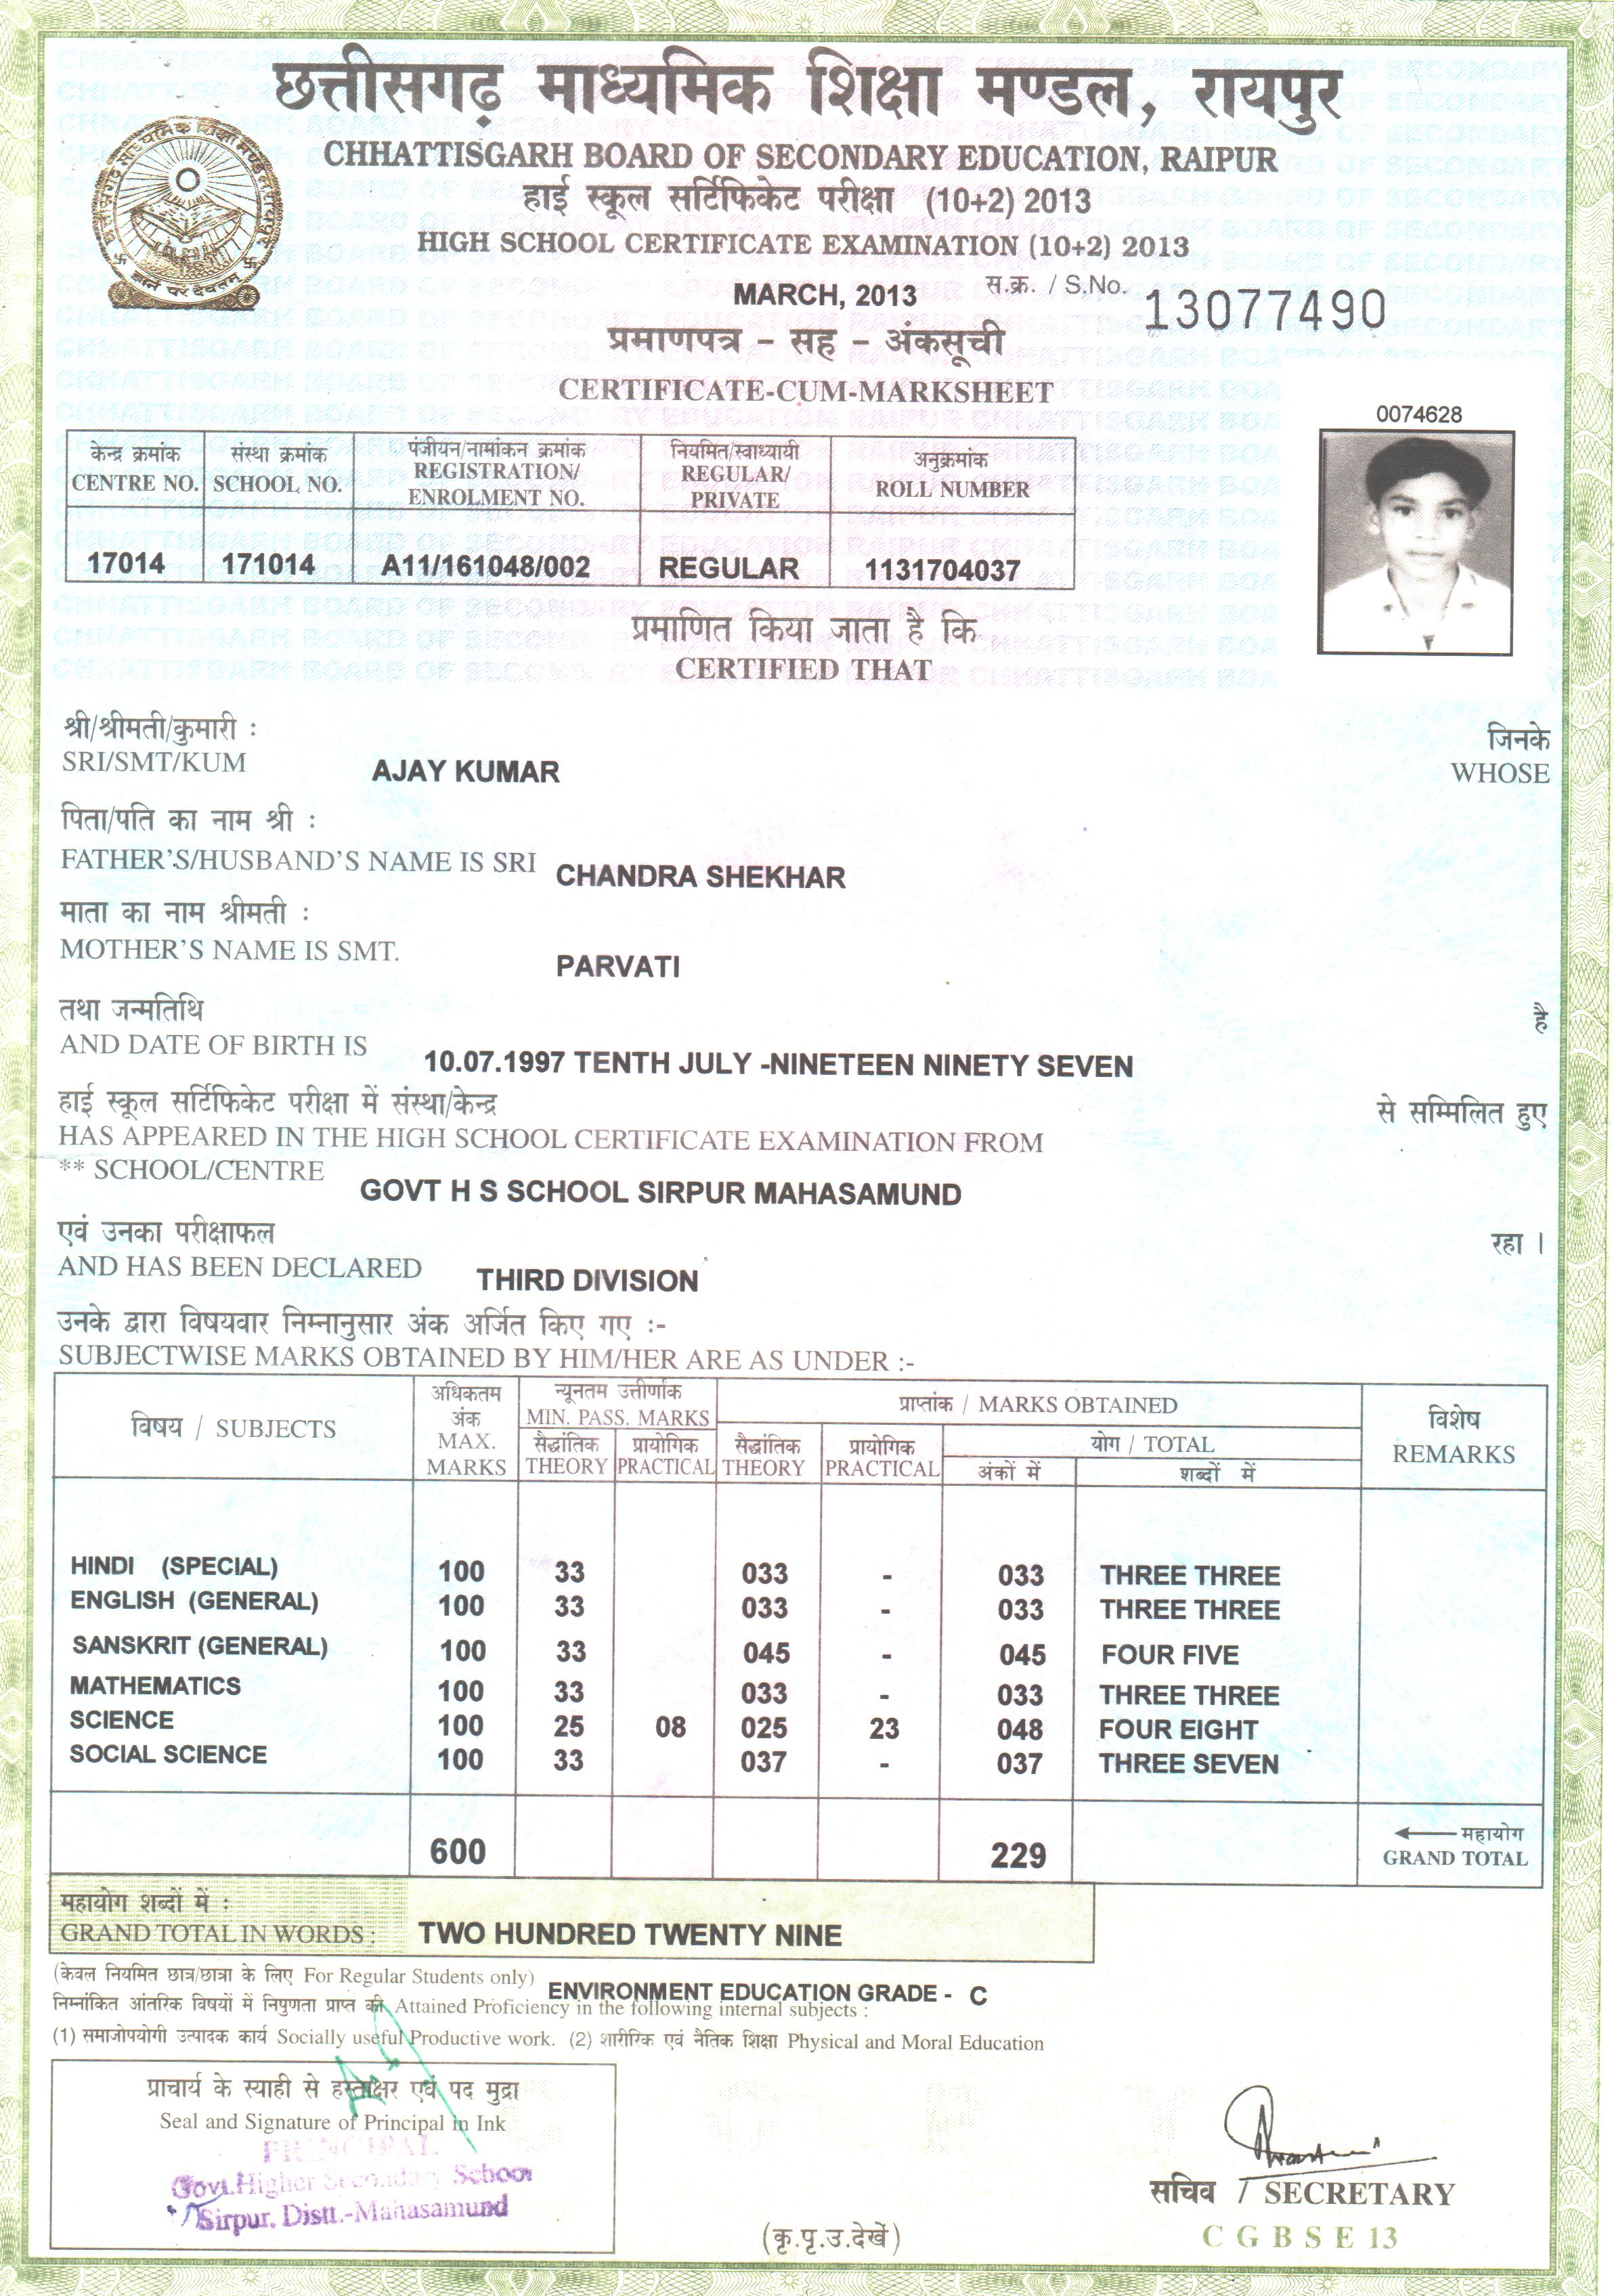 छत्तीसगढ़ माध्यमिक शिक्षा मण्डल, रायपुर
CHHATTISGARH BOARD OF SECONDARY EDUCATION, RAIPUR
हाई स्कूल सर्टिफिकेट परीक्षा (10+2) 2013
HIGH SCHOOL CERTIFICATE EXAMINATION (10+2) 2013
MARCH, 2013 स.क्र. / S.No. 13077490
प्रमाणपत्र – सह – अंकसूची
CERTIFICATE-CUM-MARKSHEET
0074628
केन्द्र क्रमांक संस्था क्रमांक पंजीयन/नामांकन क्रमांक नियमित/स्वाध्यायी अनुक्रमांक
CENTRE NO. SCHOOL NO. REGISTRATION/ REGULAR/ ROLL NUMBER
ENROLMENT NO. PRIVATE
17014 171014 A11/161048/002 REGULAR 1131704037
प्रमाणित किया जाता है कि
CERTIFIED THAT
श्री/श्रीमती/कुमारी : जिनके
SRI/SMT/KUM AJAY KUMAR WHOSE
पिता/पति का नाम श्री :
FATHER'S/HUSBAND'S NAME IS SRI CHANDRA SHEKHAR
माता का नाम श्रीमती :
MOTHER'S NAME IS SMT. PARVATI
तथा जन्मतिथि है
AND DATE OF BIRTH IS 10.07.1997 TENTH JULY -NINETEEN NINETY SEVEN
हाई स्कूल सर्टिफिकेट परीक्षा में संस्था/केन्द्र से सम्मिलित हुए
HAS APPEARED IN THE HIGH SCHOOL CERTIFICATE EXAMINATION FROM
** SCHOOL/CENTRE GOVT H S SCHOOL SIRPUR MAHASAMUND
एवं उनका परीक्षाफल रहा ।
AND HAS BEEN DECLARED THIRD DIVISION
उनके द्वारा विषयवार निम्नानुसार अंक अर्जित किए गए :-
SUBJECTWISE MARKS OBTAINED BY HIM/HER ARE AS UNDER :-
विषय / SUBJECTS अधिकतम अंक MAX. MARKS न्यूनतम उत्तीर्णांक MIN. PASS. MARKS प्राप्तांक / MARKS OBTAINED विशेष REMARKS
सैद्धांतिक प्रायोगिक सैद्धांतिक प्रायोगिक योग / TOTAL
THEORY PRACTICAL THEORY PRACTICAL अंकों में शब्दों में
HINDI (SPECIAL) 100 33 033 - 033 THREE THREE
ENGLISH (GENERAL) 100 33 033 - 033 THREE THREE
SANSKRIT (GENERAL) 100 33 045 - 045 FOUR FIVE
MATHEMATICS 100 33 033 - 033 THREE THREE
SCIENCE 100 25 08 025 23 048 FOUR EIGHT
SOCIAL SCIENCE 100 33 037 - 037 THREE SEVEN
600 229 महायोग
GRAND TOTAL
महायोग शब्दों में :
GRAND TOTAL IN WORDS : TWO HUNDRED TWENTY NINE
(केवल नियमित छात्र/छात्रा के लिए For Regular Students only) ENVIRONMENT EDUCATION GRADE - C
निम्नांकित आंतरिक विषयों में निपुणता प्राप्त की Attained Proficiency in the following internal subjects :
(1) समाजोपयोगी उत्पादक कार्य Socially useful Productive work. (2) शारीरिक एवं नैतिक शिक्षा Physical and Moral Education
प्राचार्य के स्याही से हस्ताक्षर एवं पद मुद्रा
Seal and Signature of Principal in Ink
PRINCIPAL
Govt. Higher Secondary School
Sirpur. Distt.-Mahasamund
सचिव / SECRETARY
C G B S E 13
(कृ.पृ.उ.देखें)